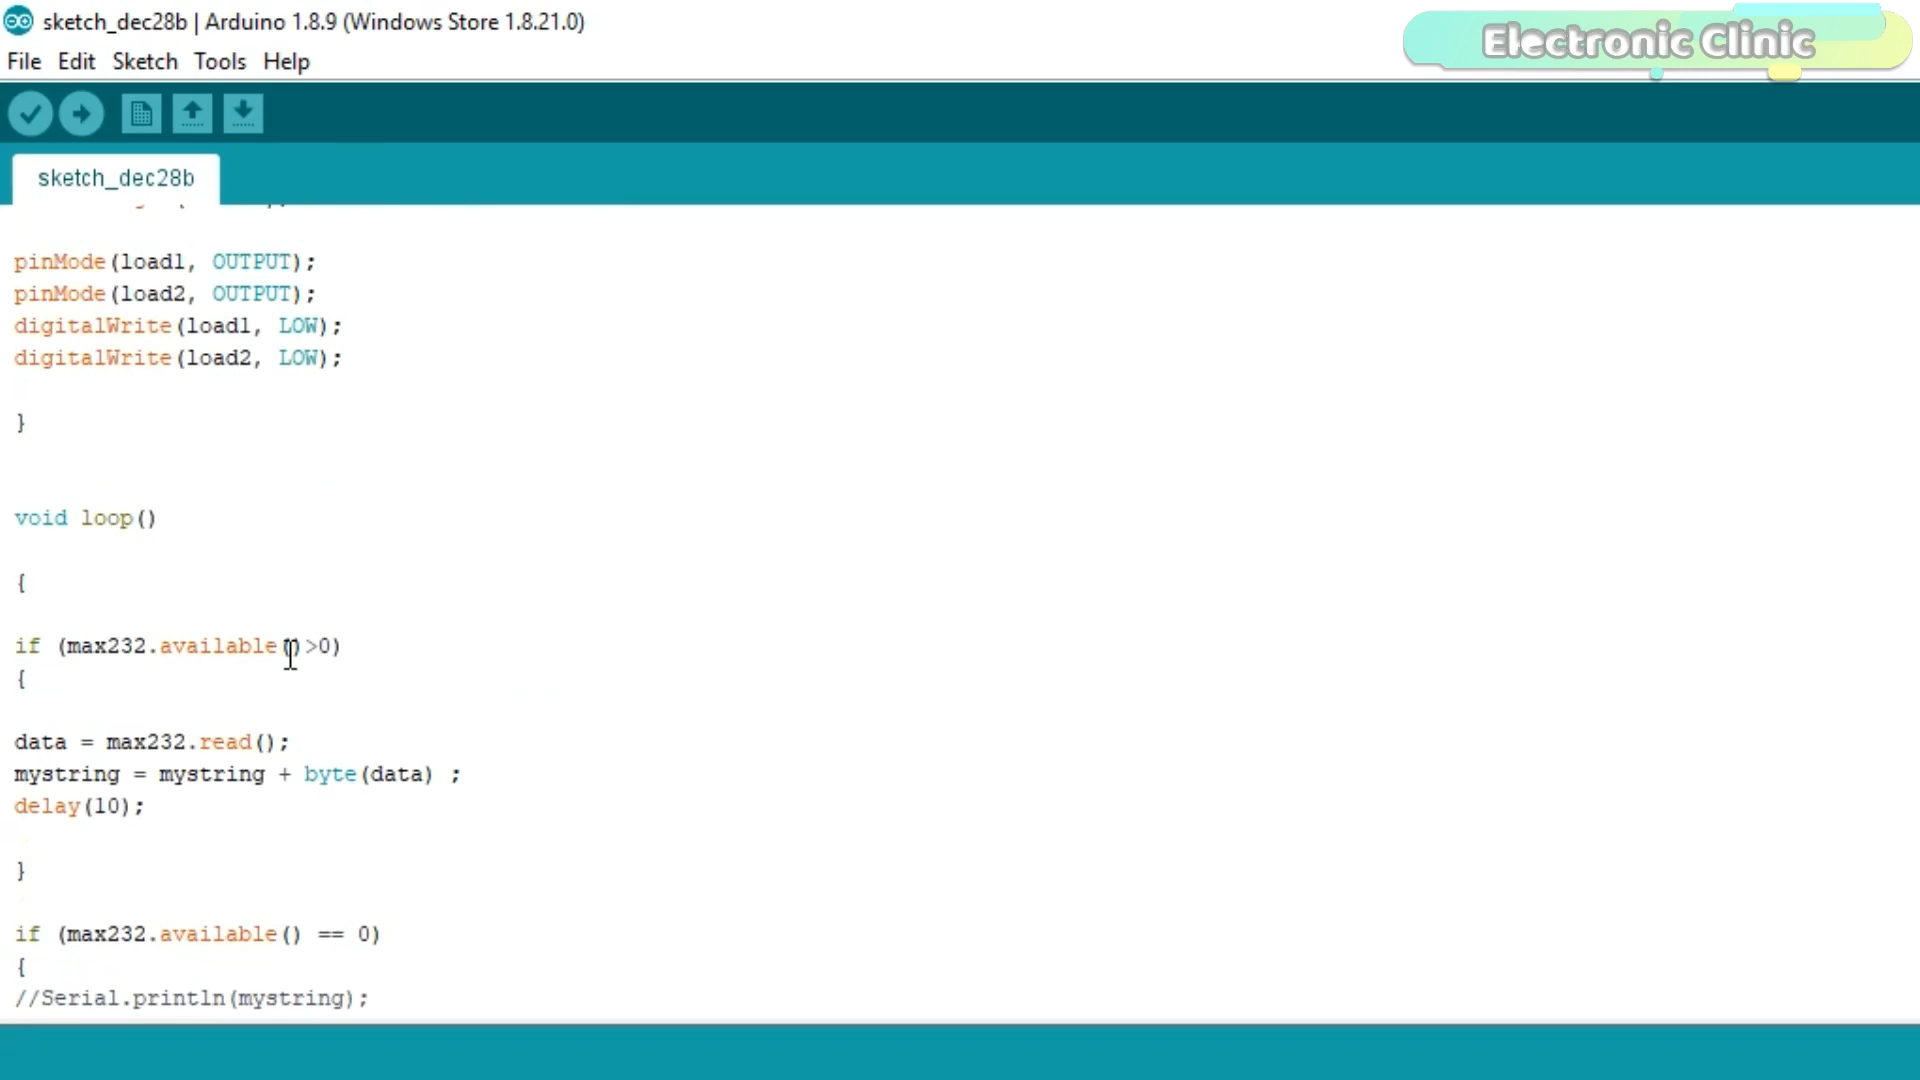 sketch_dec28b | Arduino 1.8.9 (Windows Store 1.8.21.0)
Electronic Clinic
File Edit Sketch Tools Help
sketch_dec28b
pinMode(load1, OUTPUT);
pinMode(load2, OUTPUT);
digitalWrite(load1, LOW);
digitalWrite(load2, LOW);
}
void loop()
{
if (max232.available()>0)
{
data = max232.read();
mystring = mystring + byte(data) ;
delay(10);
}
if (max232.available() == 0)
{
//Serial.println(mystring);